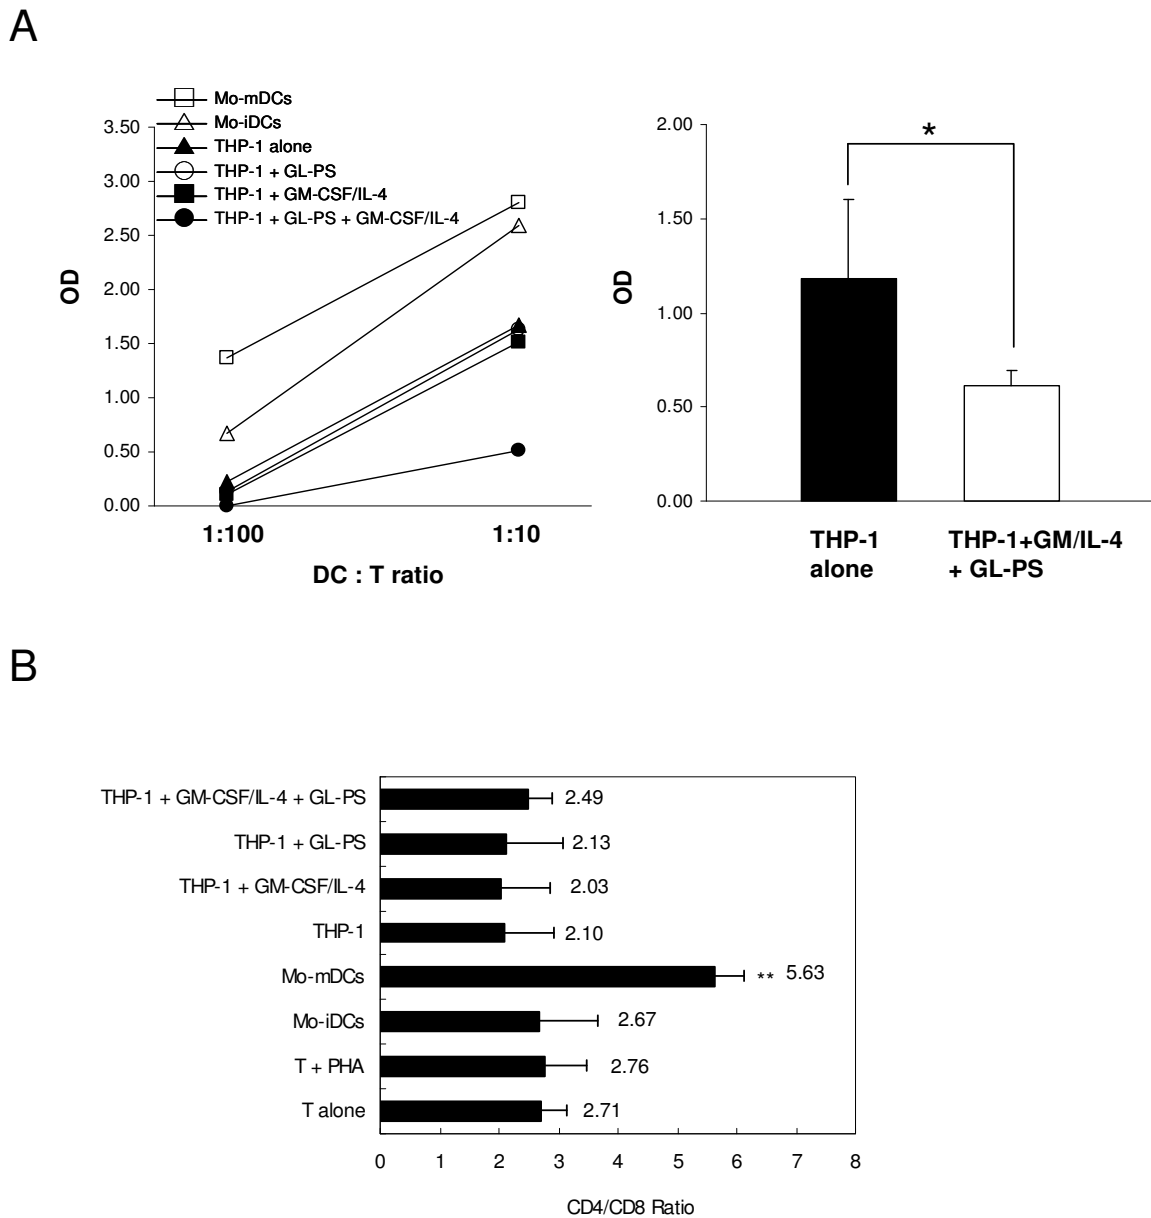 A
Mo-mDCs
Mo-iDCs
THP-1 alone
THP-1 + GL-PS
THP-1 + GM-CSF/IL-4
THP-1 + GL-PS + GM-CSF/IL-4
3.50
3.00
2.50
2.00
1.50
1.00
0.50
0.00
OD
1:100 1:10
DC : T ratio
2.00
1.50
1.00
0.50
0.00
OD
*
THP-1 alone
THP-1+GM/IL-4 + GL-PS
B
THP-1 + GM-CSF/IL-4 + GL-PS 2.49
THP-1 + GL-PS 2.13
THP-1 + GM-CSF/IL-4 2.03
THP-1 2.10
Mo-mDCs ** 5.63
Mo-iDCs 2.67
T + PHA 2.76
T alone 2.71
0 1 2 3 4 5 6 7 8
CD4/CD8 Ratio